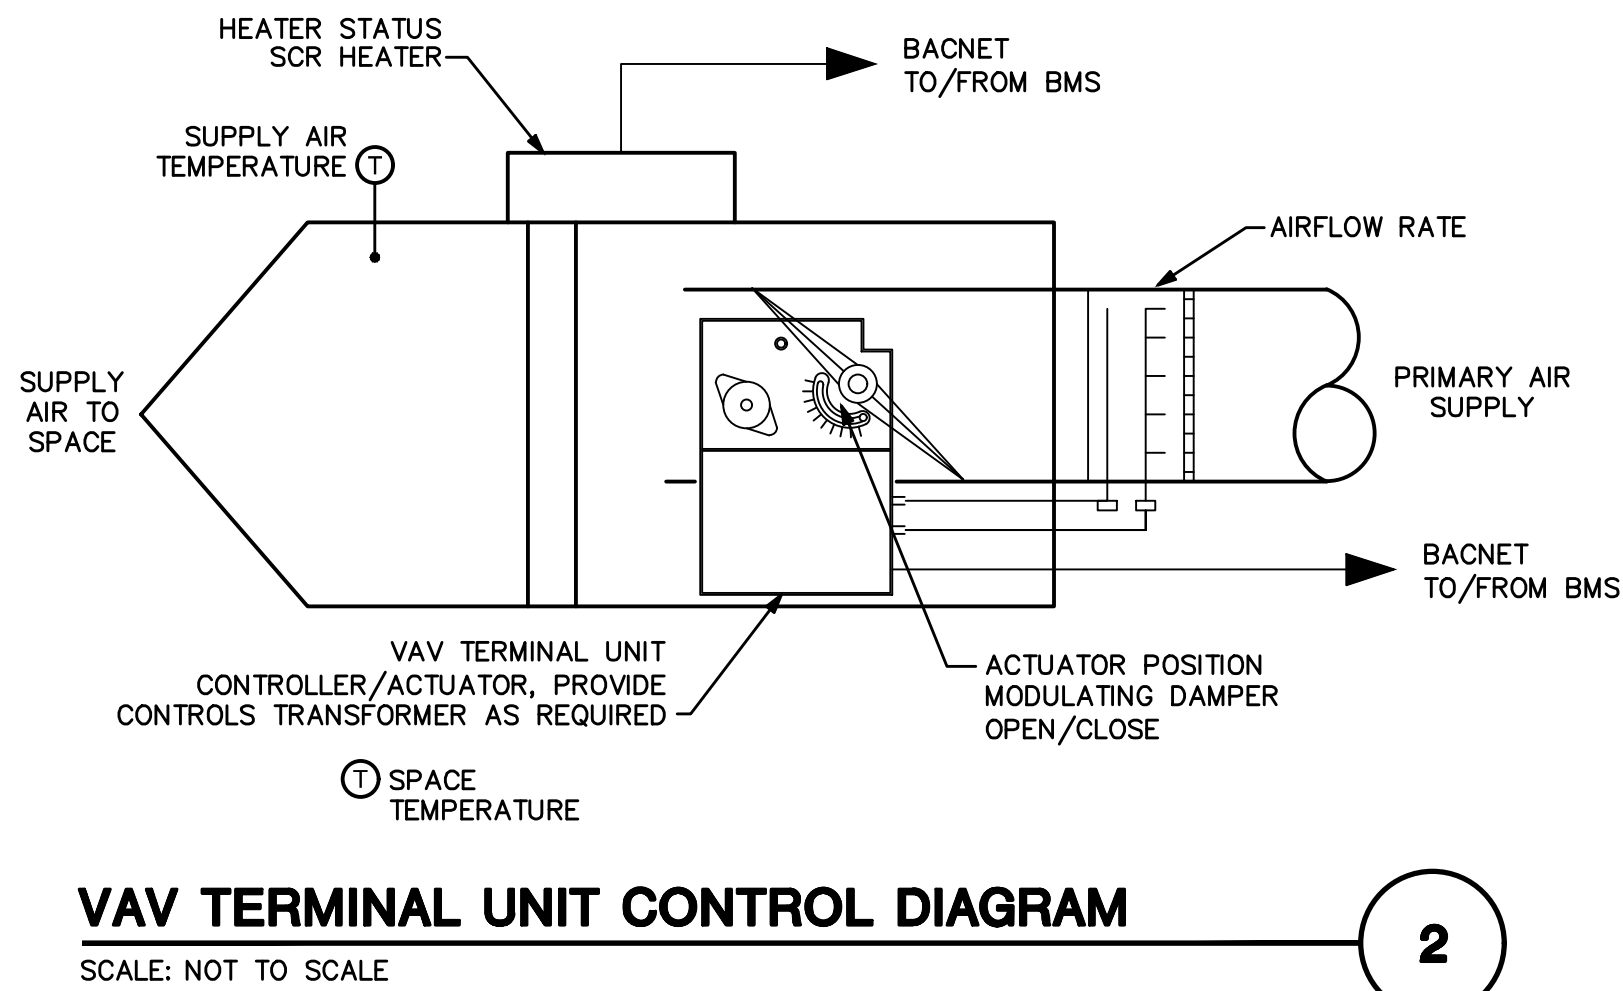 HEATER STATUS
SCR HEATER
BACNET
TO/FROM BMS
SUPPLY AIR
TEMPERATURE
T
AIRFLOW RATE
SUPPLY
AIR TO
SPACE
PRIMARY AIR
SUPPLY
BACNET
TO/FROM BMS
VAV TERMINAL UNIT
CONTROLLER/ACTUATOR, PROVIDE
CONTROLS TRANSFORMER AS REQUIRED
ACTUATOR POSITION
MODULATING DAMPER
OPEN/CLOSE
T
SPACE
TEMPERATURE
VAV TERMINAL UNIT CONTROL DIAGRAM
2
SCALE: NOT TO SCALE